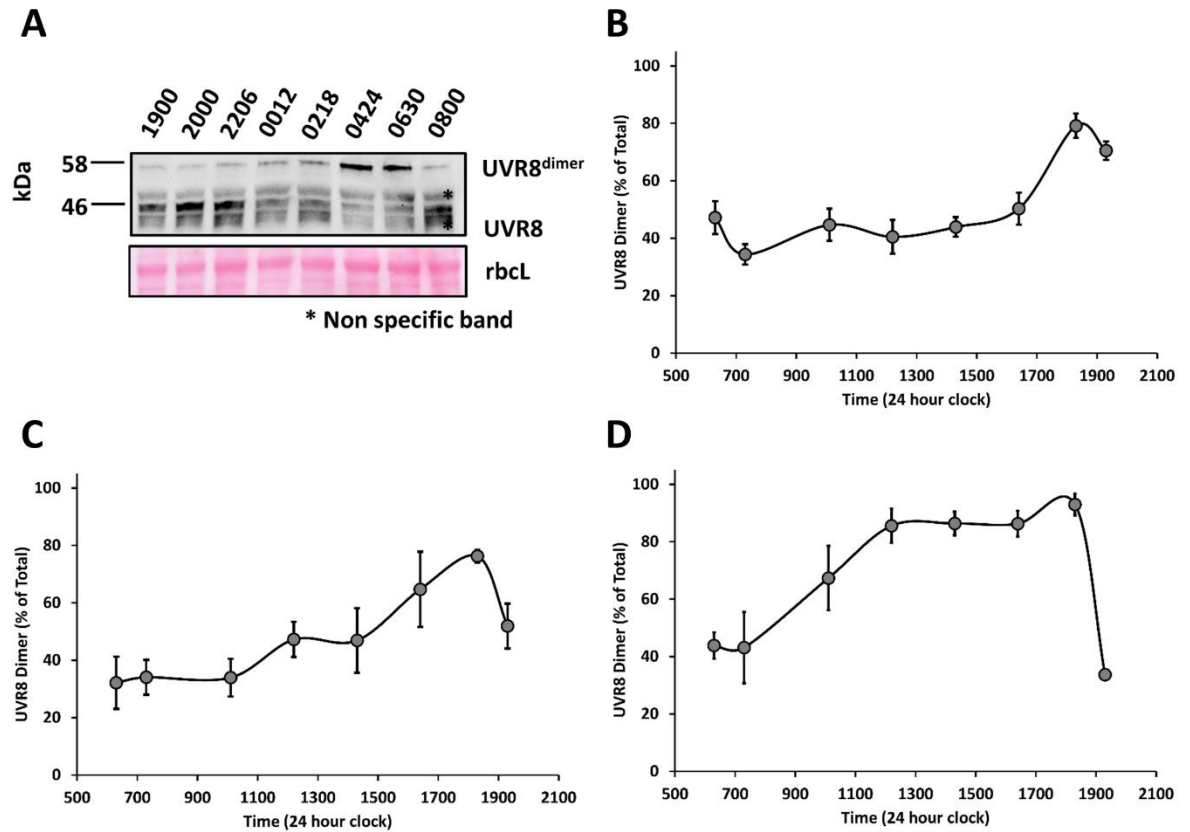 A
1900 2000 2206 0012 0218 0424 0630 0800
kDa
58
46
UVR8dimer
*
UVR8
*
rbcL
* Non specific band
B
UVR8 Dimer (% of Total)
100
80
60
40
20
0
500 700 900 1100 1300 1500 1700 1900 2100
Time (24 hour clock)
C
UVR8 Dimer (% of Total)
100
80
60
40
20
0
500 700 900 1100 1300 1500 1700 1900 2100
Time (24 hour clock)
D
UVR8 Dimer (% of Total)
100
80
60
40
20
0
500 700 900 1100 1300 1500 1700 1900 2100
Time (24 hour clock)